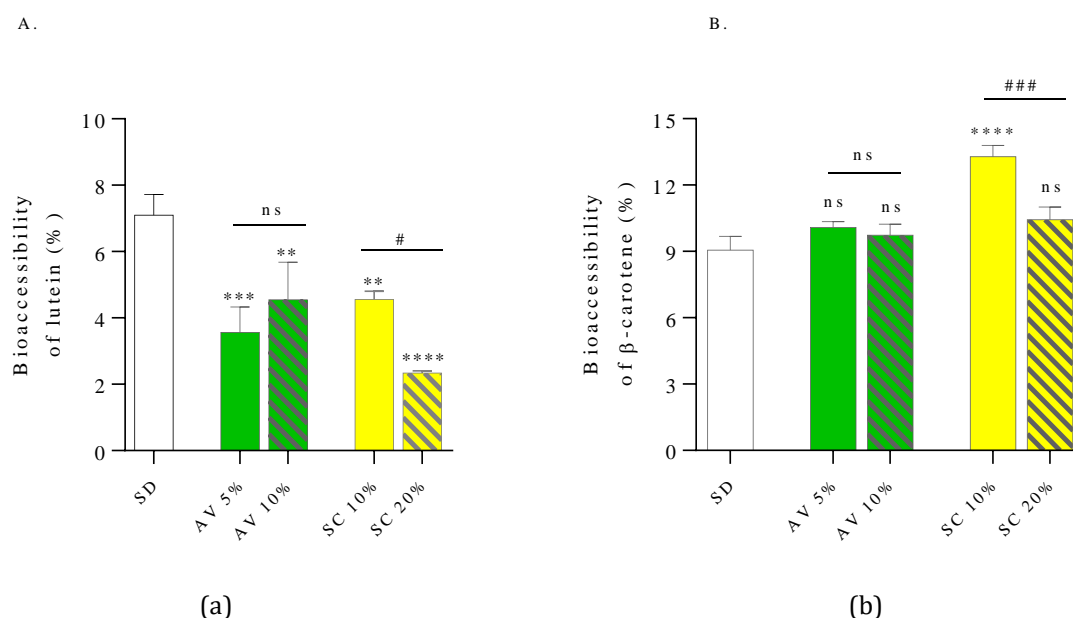 A.
B.
Bioaccessibility
of lutein (%)
10
8
6
4
2
0
ns
#
***
**
**
****
SD
AV 5%
AV 10%
SC 10%
SC 20%
Bioaccessibility
of β-carotene (%)
15
12
9
6
3
0
###
ns
****
ns
ns
ns
SD
AV 5%
AV 10%
SC 10%
SC 20%
(a)
(b)